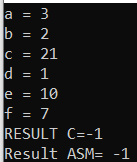 a = 3
b = 2
c = 21
d = 1
e = 10
f = 7
RESULT C=-1
Result ASM= -1